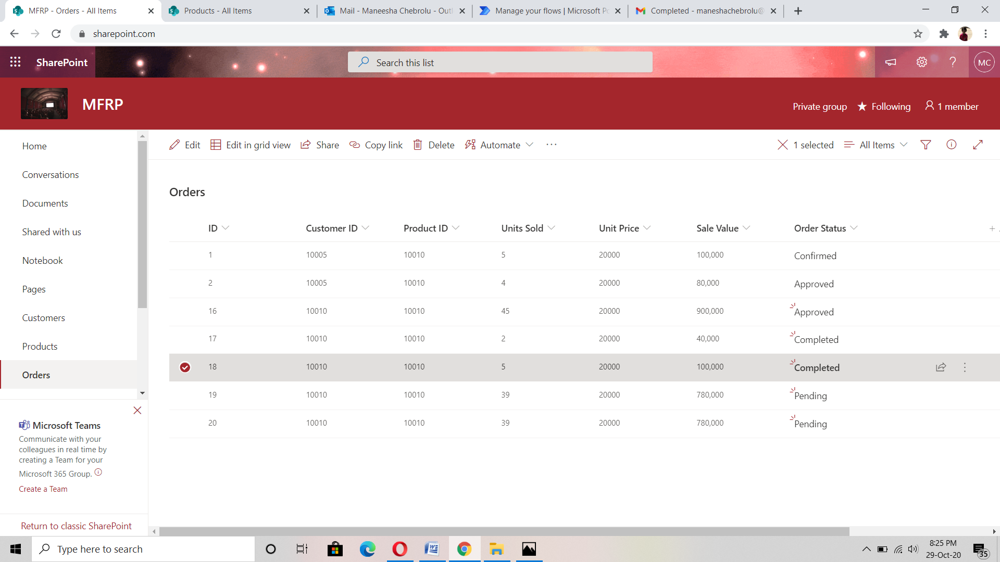 MFRP - Orders - All Items
Products - All Items
Mail - Maneesha Chebrolu - Outl
Manage your flows | Microsoft Po
Completed - maneshachebrolu@
sharepoint.com
SharePoint
Search this list
MC
MFRP
Private group
Following
1 member
Home
Conversations
Documents
Shared with us
Notebook
Pages
Customers
Products
Orders
Edit
Edit in grid view
Share
Copy link
Delete
Automate
1 selected
All Items
Orders
ID Customer ID Product ID Units Sold Unit Price Sale Value Order Status
1 10005 10010 5 20000 100,000 Confirmed
2 10005 10010 4 20000 80,000 Approved
16 10010 10010 45 20000 900,000 Approved
17 10010 10010 2 20000 40,000 Completed
18 10010 10010 5 20000 100,000 Completed
19 10010 10010 39 20000 780,000 Pending
20 10010 10010 39 20000 780,000 Pending
Microsoft Teams
Communicate with your
colleagues in real time by
creating a Team for your
Microsoft 365 Group.
Create a Team
Return to classic SharePoint
Type here to search
8:25 PM
29-Oct-20
35